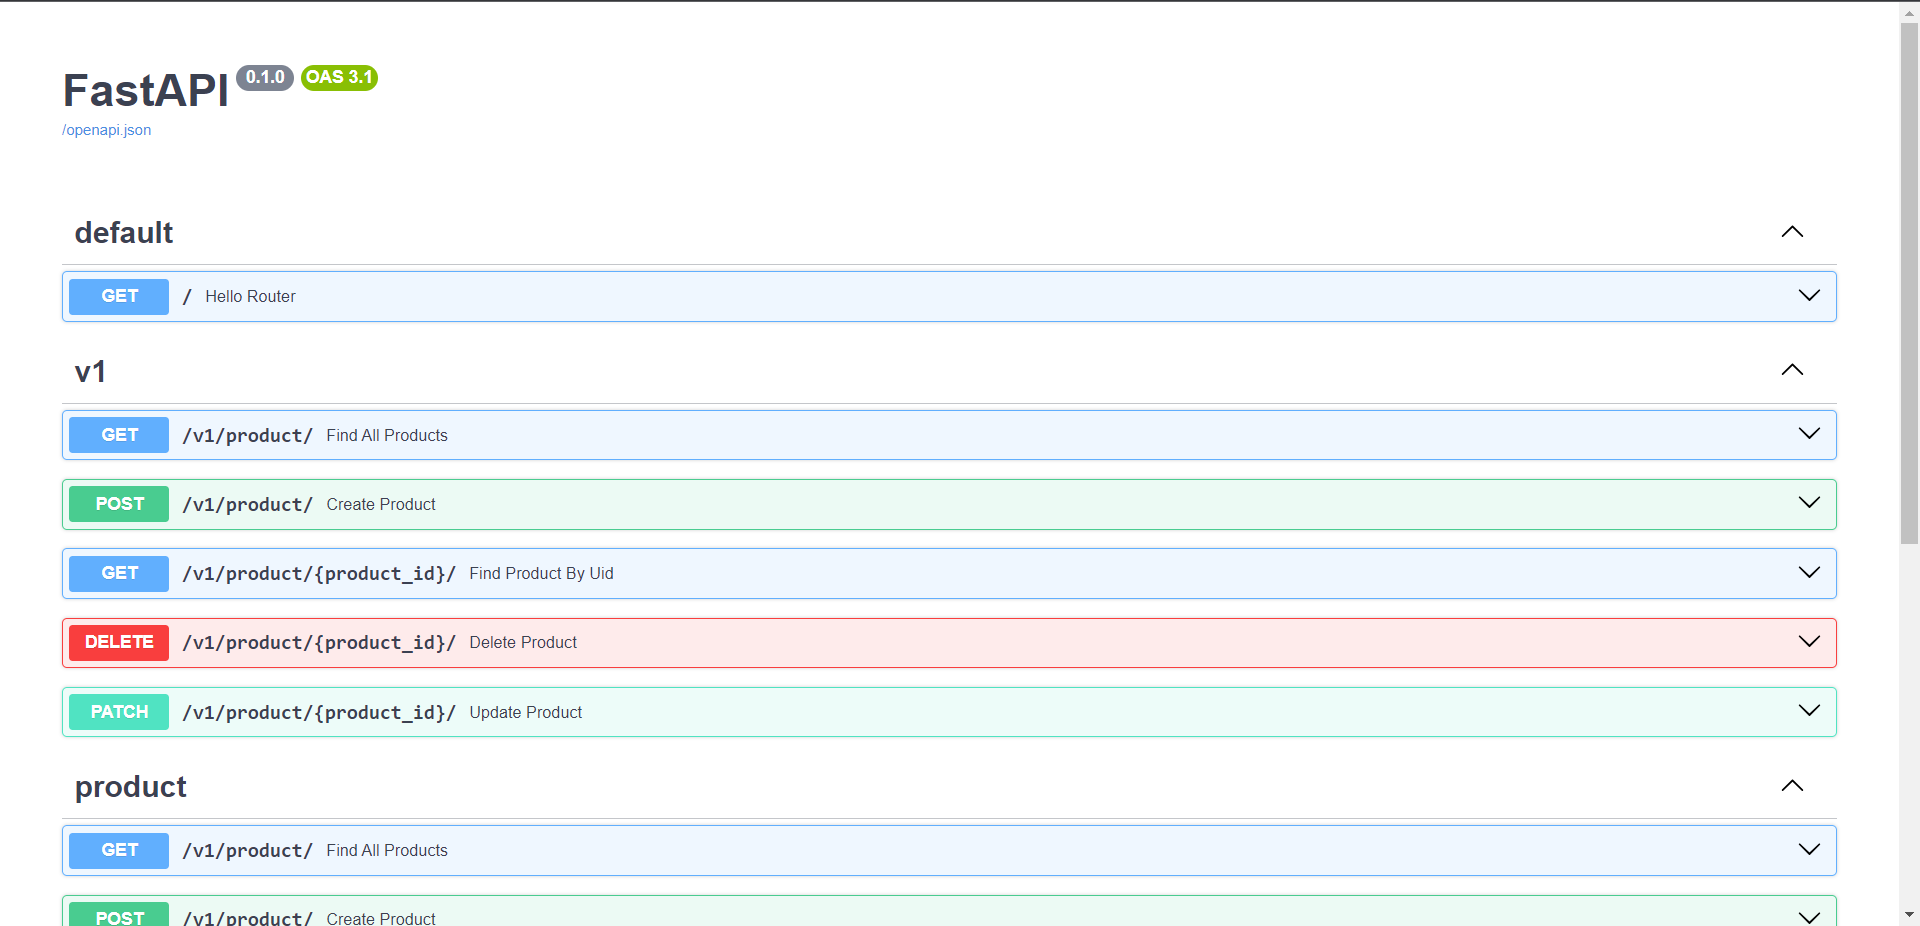 FastAPI 0.1.0 OAS 3.1
/openapi.json
default
GET / Hello Router
v1
GET /v1/product/ Find All Products
POST /v1/product/ Create Product
GET /v1/product/{product_id}/ Find Product By Uid
DELETE /v1/product/{product_id}/ Delete Product
PATCH /v1/product/{product_id}/ Update Product
product
GET /v1/product/ Find All Products
POST /v1/product/ Create Product